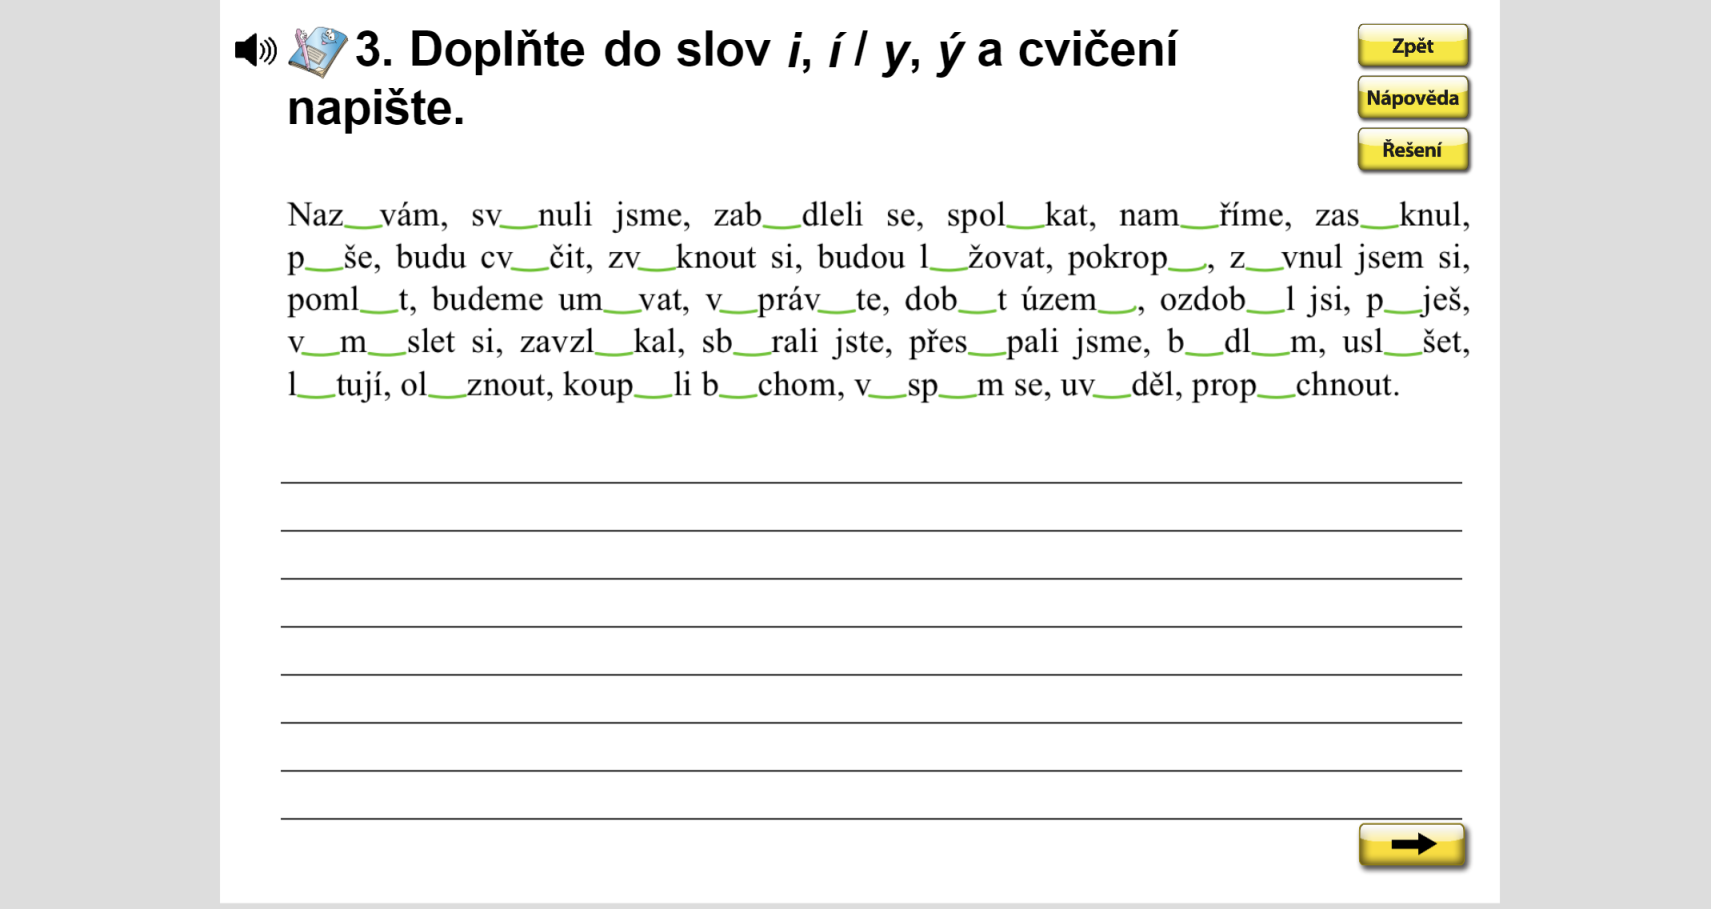 3. Doplňte do slov i, í / y, ý a cvičení
napište.
Zpět
Nápověda
Řešení
Naz__vám, sv__nuli jsme, zab__dleli se, spol__kat, nam__říme, zas__knul,
p__še, budu cv__čit, zv__knout si, budou l__žovat, pokrop__, z__vnul jsem si,
poml__t, budeme um__vat, v__práv__te, dob__t územ__, ozdob__l jsi, p__ješ,
v__m__slet si, zavzl__kal, sb__rali jste, přes__pali jsme, b__dl__m, usl__šet,
l__tují, ol__znout, koup__li b__chom, v__sp__m se, uv__děl, prop__chnout.